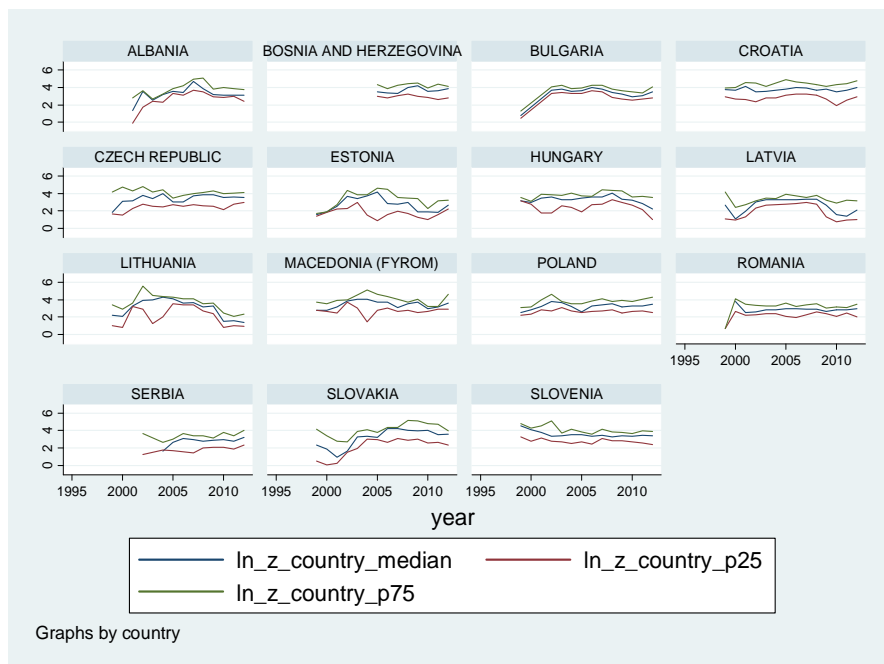 ALBANIA BOSNIA AND HERZEGOVINA BULGARIA CROATIA
6
4
2
0
CZECH REPUBLIC ESTONIA HUNGARY LATVIA
6
4
2
0
LITHUANIA MACEDONIA (FYROM) POLAND ROMANIA
6
4
2
0
1995 2000 2005 2010
SERBIA SLOVAKIA SLOVENIA
6
4
2
0
1995 2000 2005 2010 1995 2000 2005 2010 1995 2000 2005 2010
year
ln_z_country_median ln_z_country_p25
ln_z_country_p75
Graphs by country